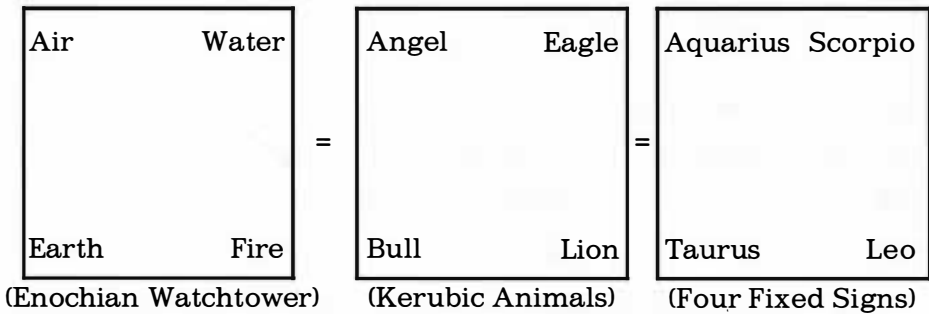 Air Water Angel Eagle Aquarius Scorpio
= =
Earth Fire Bull Lion Taurus Leo
(Enochian Watchtower) (Kerubic Animals) (Four Fixed Signs)